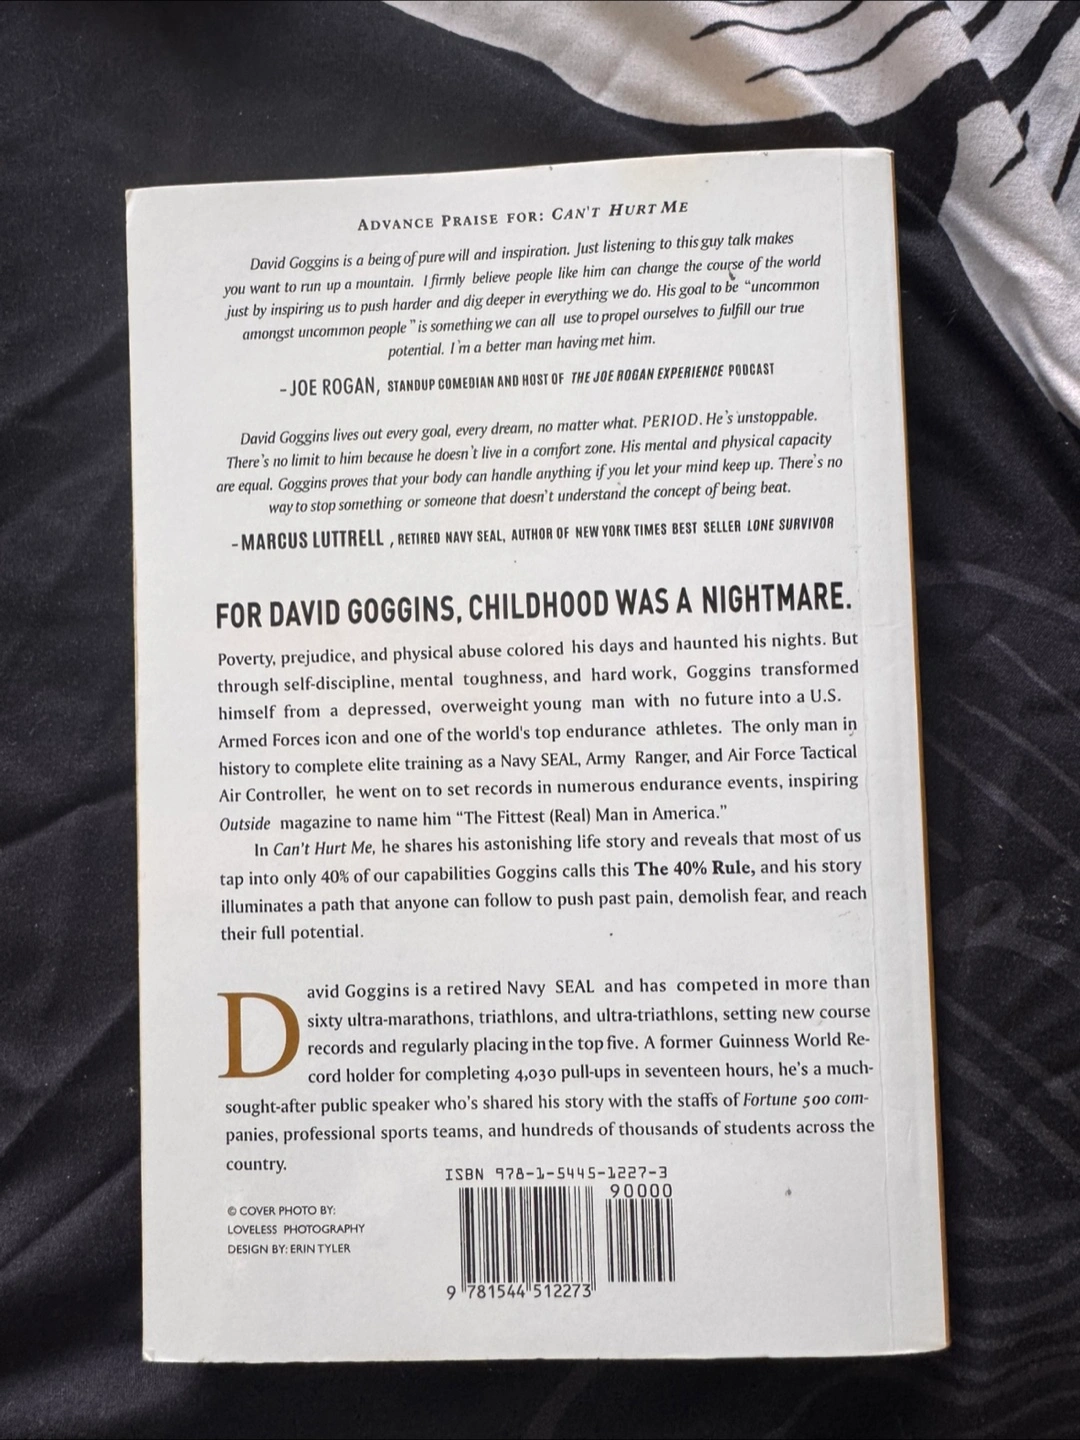 ADVANCE PRAISE FOR: CAN'T HURT ME
David Goggins is a being of pure will and inspiration. Just listening to this guy talk makes
you want to run up a mountain. I firmly believe people like him can change the course of the world
just by inspiring us to push harder and dig deeper in everything we do. His goal to be "uncommon
amongst uncommon people" is something we can all use to propel ourselves to fulfill our true
potential. I'm a better man having met him.
-JOE ROGAN, STANDUP COMEDIAN AND HOST OF THE JOE ROGAN EXPERIENCE PODCAST
David Goggins lives out every goal, every dream, no matter what. PERIOD. He's unstoppable.
There's no limit to him because he doesn't live in a comfort zone. His mental and physical capacity
are equal. Goggins proves that your body can handle anything if you let your mind keep up. There's no
way to stop something or someone that doesn't understand the concept of being beat.
-MARCUS LUTTRELL , RETIRED NAVY SEAL, AUTHOR OF NEW YORK TIMES BEST SELLER LONE SURVIVOR
FOR DAVID GOGGINS, CHILDHOOD WAS A NIGHTMARE.
Poverty, prejudice, and physical abuse colored his days and haunted his nights. But
through self-discipline, mental toughness, and hard work, Goggins transformed
himself from a depressed, overweight young man with no future into a U.S.
Armed Forces icon and one of the world's top endurance athletes. The only man in
history to complete elite training as a Navy SEAL, Army Ranger, and Air Force Tactical
Air Controller, he went on to set records in numerous endurance events, inspiring
Outside magazine to name him "The Fittest (Real) Man in America."
In Can't Hurt Me, he shares his astonishing life story and reveals that most of us
tap into only 40% of our capabilities Goggins calls this The 40% Rule, and his story
illuminates a path that anyone can follow to push past pain, demolish fear, and reach
their full potential.
David Goggins is a retired Navy SEAL and has competed in more than
sixty ultra-marathons, triathlons, and ultra-triathlons, setting new course
records and regularly placing in the top five. A former Guinness World Re-
cord holder for completing 4,030 pull-ups in seventeen hours, he's a much-
sought-after public speaker who's shared his story with the staffs of Fortune 500 com-
panies, professional sports teams, and hundreds of thousands of students across the
country.
ISBN 978-1-5445-1227-3
90000
© COVER PHOTO BY:
LOVELESS PHOTOGRAPHY
DESIGN BY: ERIN TYLER
9 781544 512273